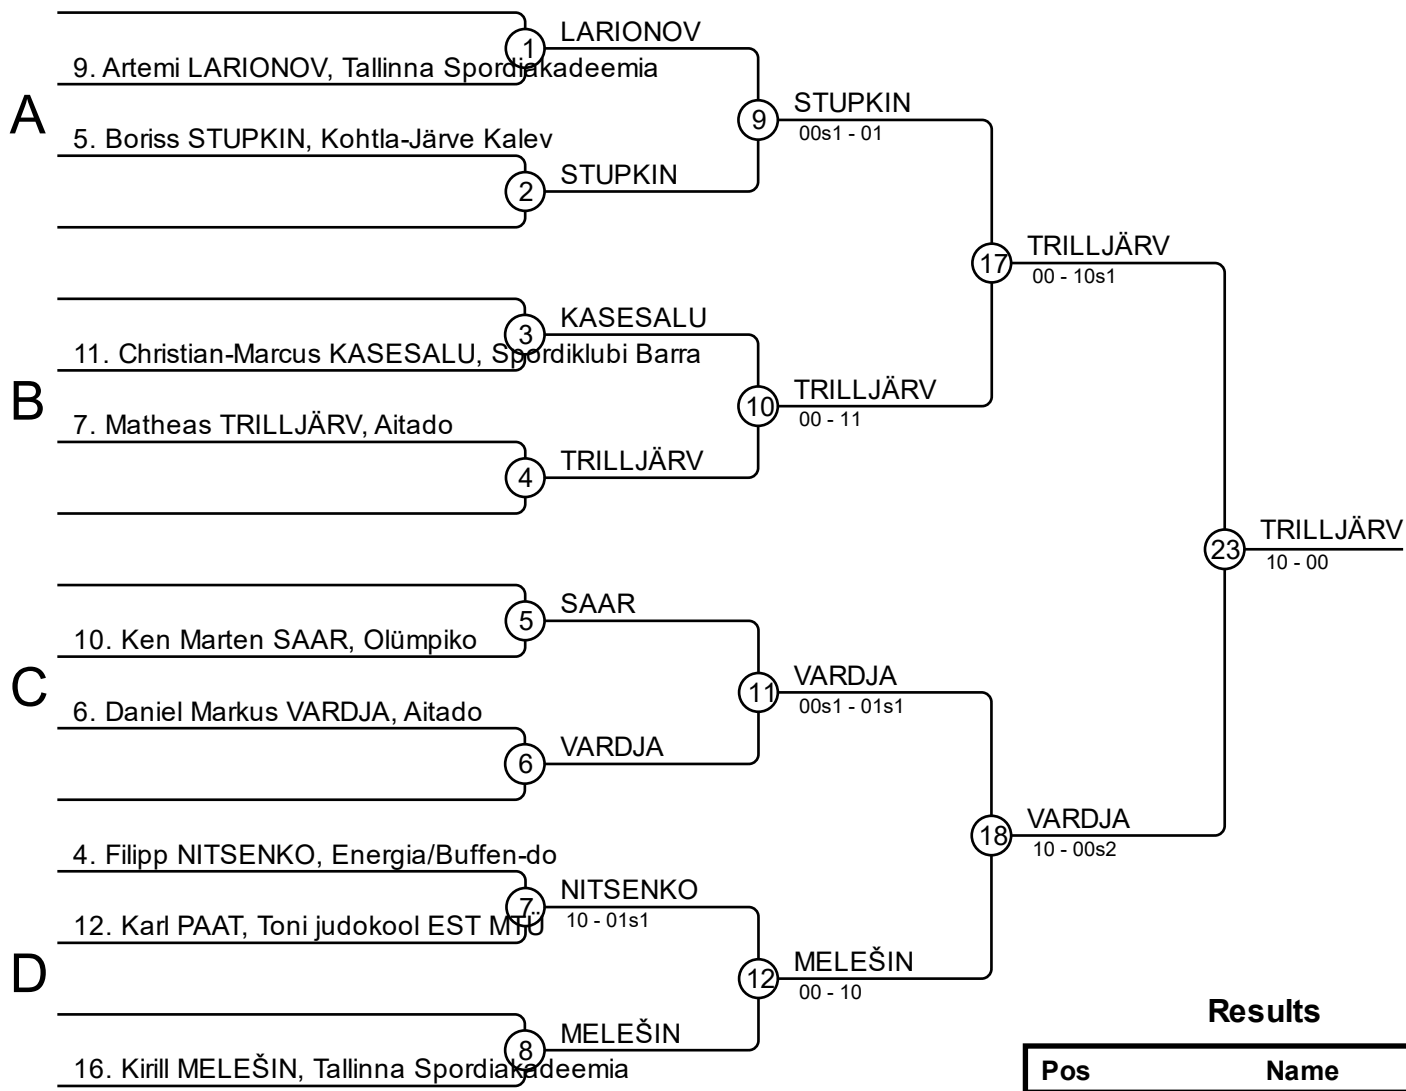 A
9. Artemi LARIONOV, Tallinna Spordiakadeemia
1
LARIONOV
5. Boriss STUPKIN, Kohtla-Järve Kalev
2
STUPKIN
9
STUPKIN
00s1 - 01
B
3
KASESALU
11. Christian-Marcus KASESALU, Spordiklubi Barra
7. Matheas TRILLJÄRV, Aitado
4
TRILLJÄRV
10
TRILLJÄRV
00 - 11
17
TRILLJÄRV
00 - 10s1
C
5
SAAR
10. Ken Marten SAAR, Olümpiko
6. Daniel Markus VARDJA, Aitado
6
VARDJA
11
VARDJA
00s1 - 01s1
D
4. Filipp NITSENKO, Energia/Buffen-do
7
NITSENKO
10 - 01s1
12. Karl PAAT, Toni judokool EST MTÜ
8
MELEŠIN
16. Kirill MELEŠIN, Tallinna Spordiakadeemia
12
MELEŠIN
00 - 10
18
VARDJA
10 - 00s2
23
TRILLJÄRV
10 - 00
Results
Pos Name